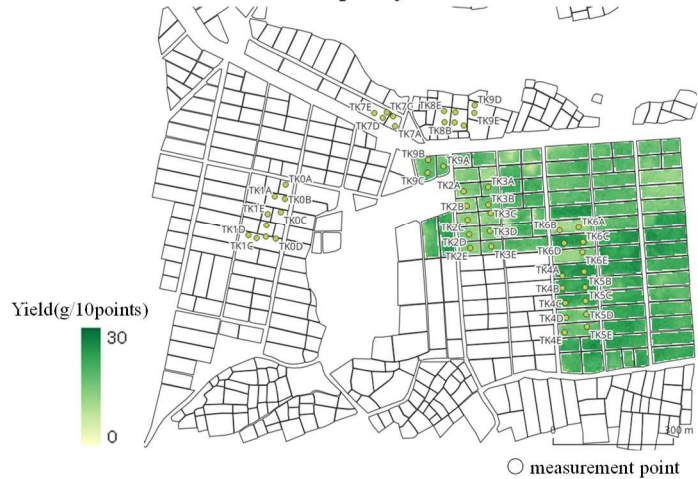 TK9D
TK7E
TK7C
TK8E
TK9E
TK7D
TK7A
TK8B
TK9B
TK9A
TK9C
TK0A
TK3A
TK2A
TK1A
TK0B
TK3B
TK2B
TK1E
TK3C
TK0C
TK6A
TK6B
TK2C
TK1D
TK3D
TK6C
TK2D
TK1C
TK0D
TK6D
TK3E
TK2E
TK6E
TK4A
TK5B
TK4B
TK5C
TK4C
TK5D
TK4D
TK5E
TK4E
Yield(g/10points)
30
0
0 300 m
measurement point